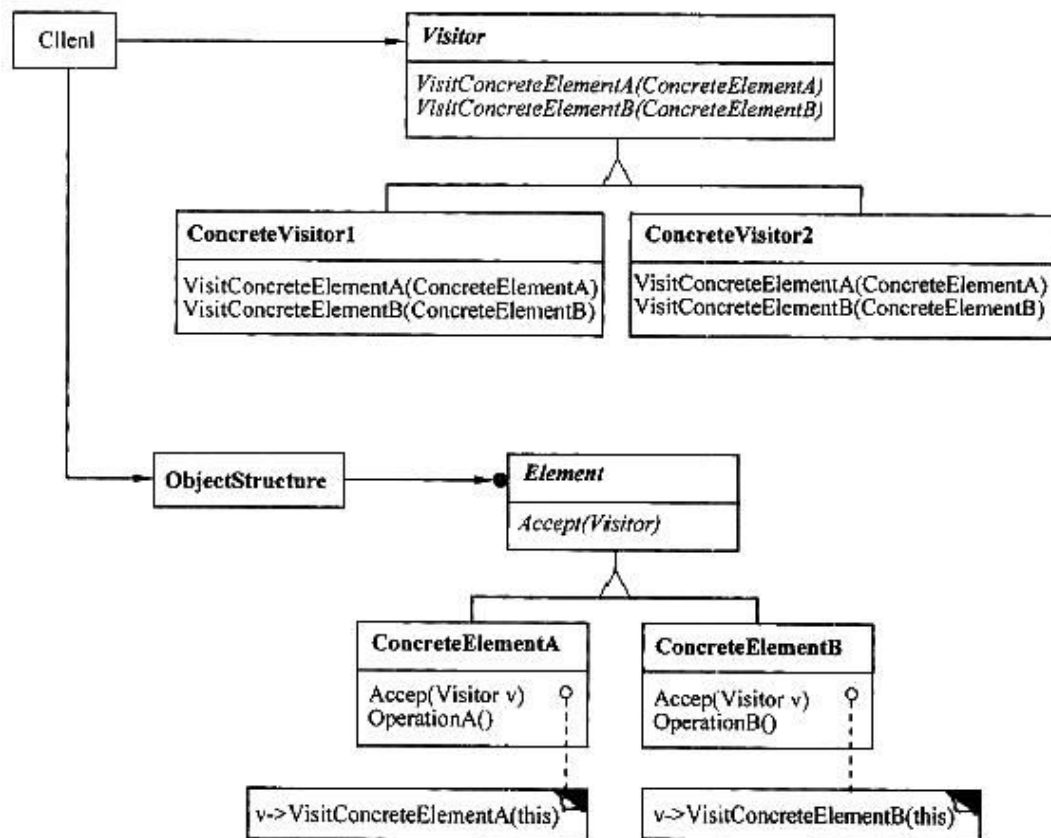 Cllenl
Visitor
VisitConcreteElementA(ConcreteElementA)
VisitConcreteElementB(ConcreteElementB)
ConcreteVisitor1
VisitConcreteElementA(ConcreteElementA)
VisitConcreteElementB(ConcreteElementB)
ConcreteVisitor2
VisitConcreteElementA(ConcreteElementA)
VisitConcreteElementB(ConcreteElementB)
ObjectStructure
Element
Accept(Visitor)
ConcreteElementA
Accep(Visitor v)
OperationA()
ConcreteElementB
Accep(Visitor v)
OperationB()
v->VisitConcreteElementA(this)
v->VisitConcreteElementB(this)